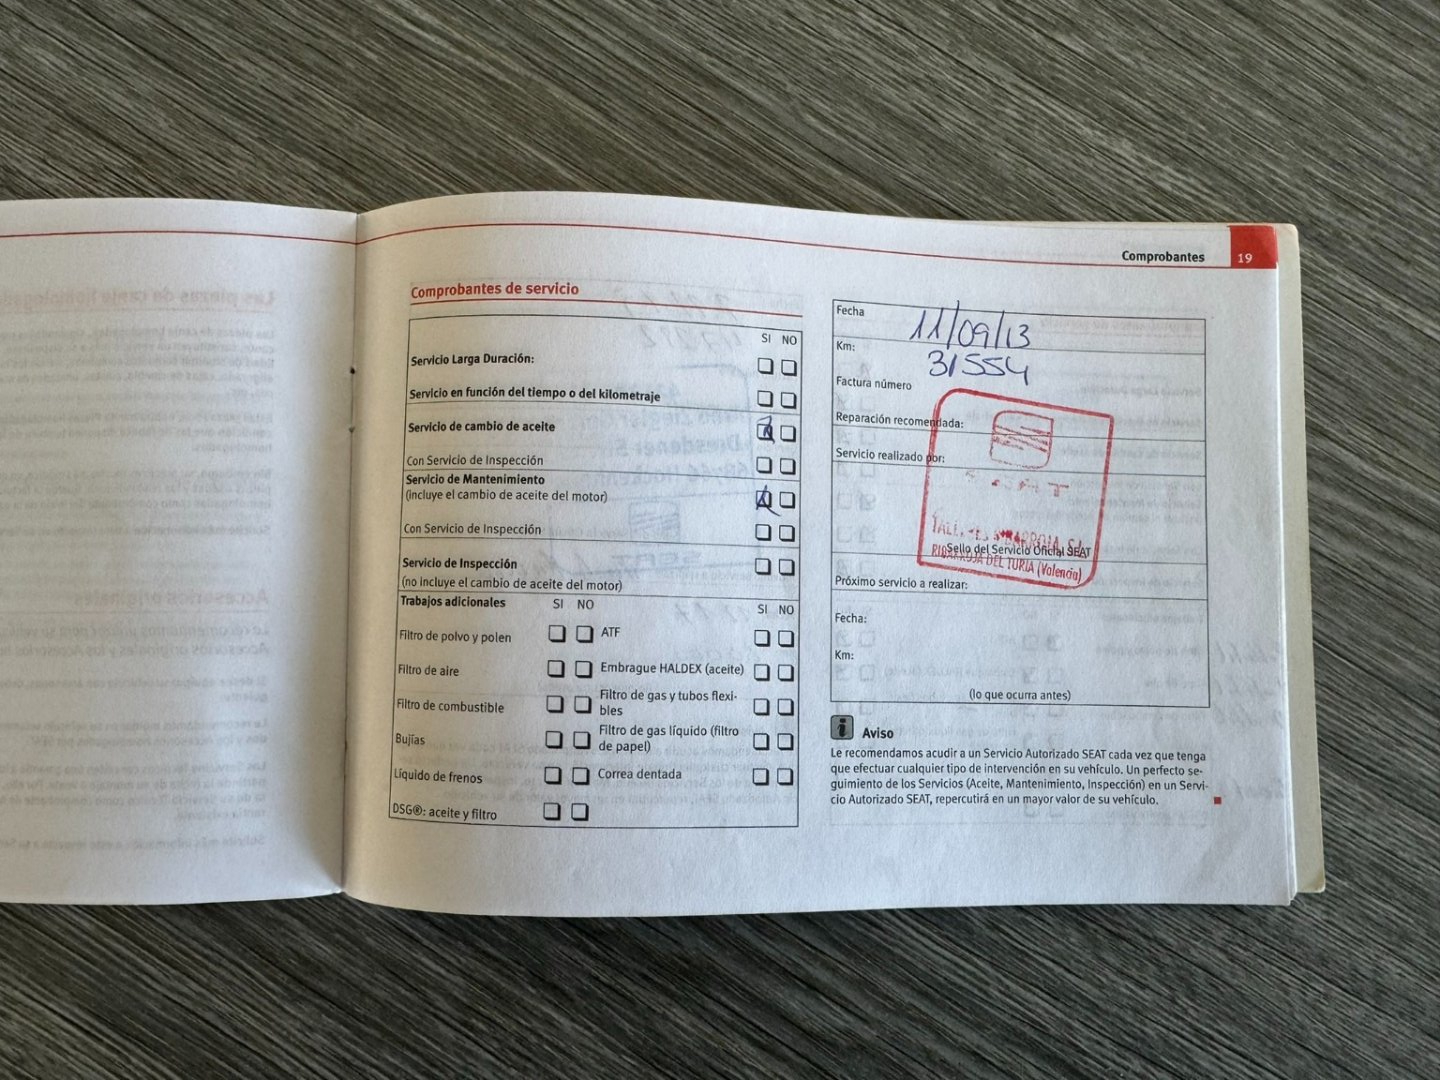 Comprobantes 19
Comprobantes de servicio
SI NO
Servicio Larga Duración:
Servicio en función del tiempo o del kilometraje
Servicio de cambio de aceite
Con Servicio de Inspección
Servicio de Mantenimiento
(incluye el cambio de aceite del motor)
Con Servicio de Inspección
Servicio de Inspección
(no incluye el cambio de aceite del motor)
Trabajos adicionales SI NO SI NO
Filtro de polvo y polen ATF
Filtro de aire Embrague HALDEX (aceite)
Filtro de combustible Filtro de gas y tubos flexi-
bles
Bujías Filtro de gas líquido (filtro
de papel)
Líquido de frenos Correa dentada
DSG®: aceite y filtro
Fecha 11/09/13
Km: 31554
Factura número
Reparación recomendada:
Servicio realizado por:
SEAT
TALLERES RIBARROJA, S.L.
Sello del Servicio Oficial SEAT
RIBARROJA DEL TURIA (Valencia)
Próximo servicio a realizar:
Fecha:
Km:
(lo que ocurra antes)
i Aviso
Le recomendamos acudir a un Servicio Autorizado SEAT cada vez que tenga
que efectuar cualquier tipo de intervención en su vehículo. Un perfecto se-
guimiento de los Servicios (Aceite, Mantenimiento, Inspección) en un Servi-
cio Autorizado SEAT, repercutirá en un mayor valor de su vehículo.